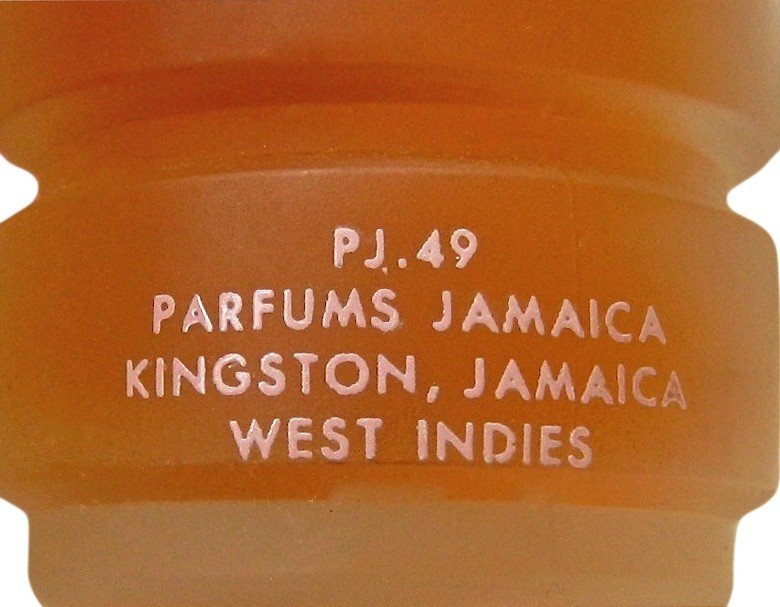 PJ.49
PARFUMS JAMAICA
KINGSTON, JAMAICA
WEST INDIES